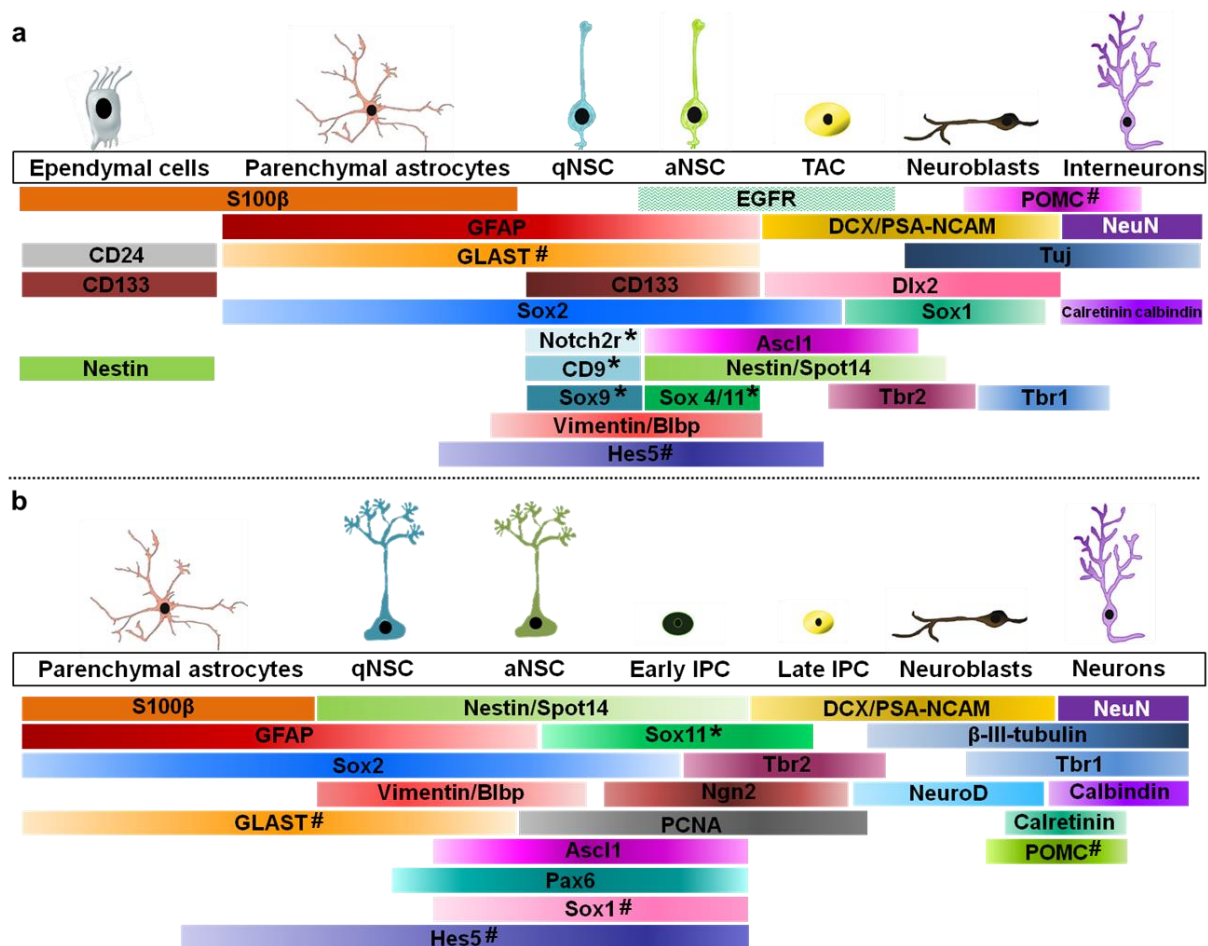 a
Ependymal cells Parenchymal astrocytes qNSC aNSC TAC Neuroblasts Interneurons
S100β EGFR POMC#
GFAP DCX/PSA-NCAM NeuN
CD24 GLAST # Tuj
CD133 CD133 Dlx2
Sox2 Sox1 Calretinin calbindin
Notch2r* Ascl1
Nestin CD9* Nestin/Spot14
Sox9* Sox 4/11* Tbr2 Tbr1
Vimentin/Blbp
Hes5#
b
Parenchymal astrocytes qNSC aNSC Early IPC Late IPC Neuroblasts Neurons
S100β Nestin/Spot14 DCX/PSA-NCAM NeuN
GFAP Sox11* β-III-tubulin
Sox2 Tbr2 Tbr1
Vimentin/Blbp Ngn2 NeuroD Calbindin
GLAST # PCNA Calretinin
Ascl1 POMC#
Pax6
Sox1 #
Hes5#